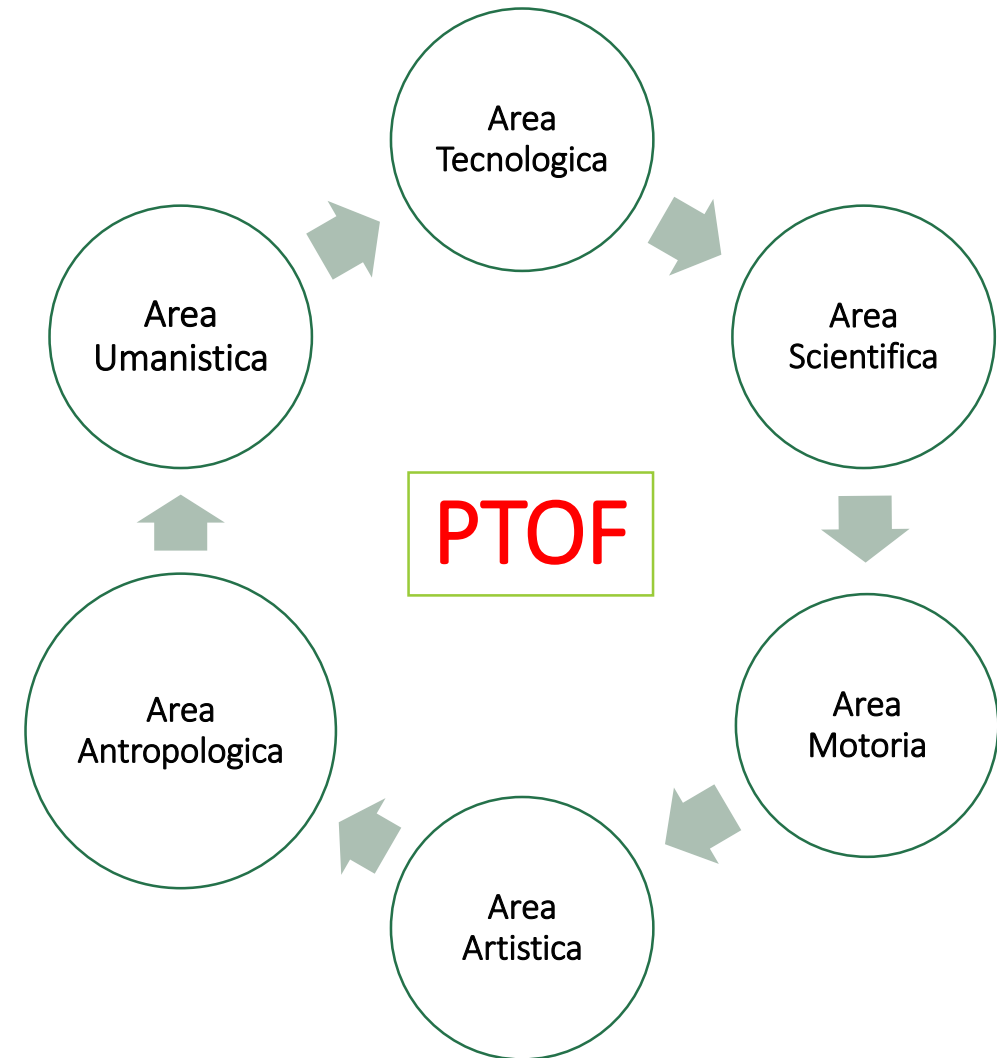 Area
Tecnologica
Area
Scientifica
Area
Motoria
Area
Artistica
Area
Antropologica
Area
Umanistica
PTOF